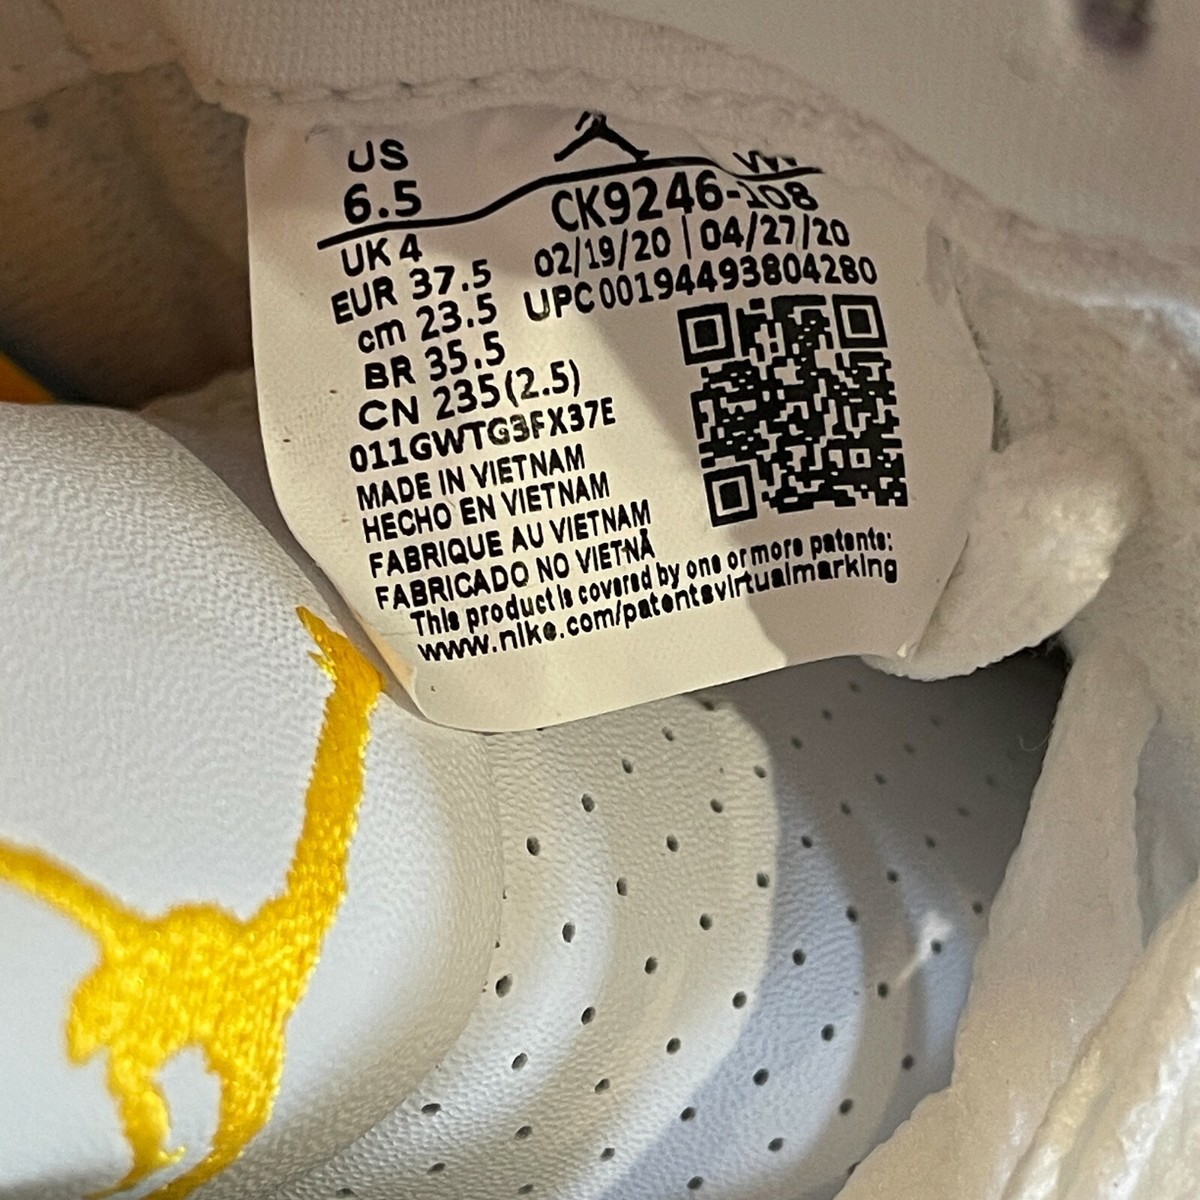 US
6.5
CK9246-108
UK 4
02/19/20 | 04/27/20
EUR 37.5
UPC00194493804280
cm 23.5
BR 35.5
CN 235(2.5)
011GWTG3FX37E
MADE IN VIETNAM
HECHO EN VIETNAM
FABRIQUE AU VIETNAM
FABRICADO NO VIETNÃ
This product is covered by one or more patents:
www.nike.com/patentsvirtualmarking